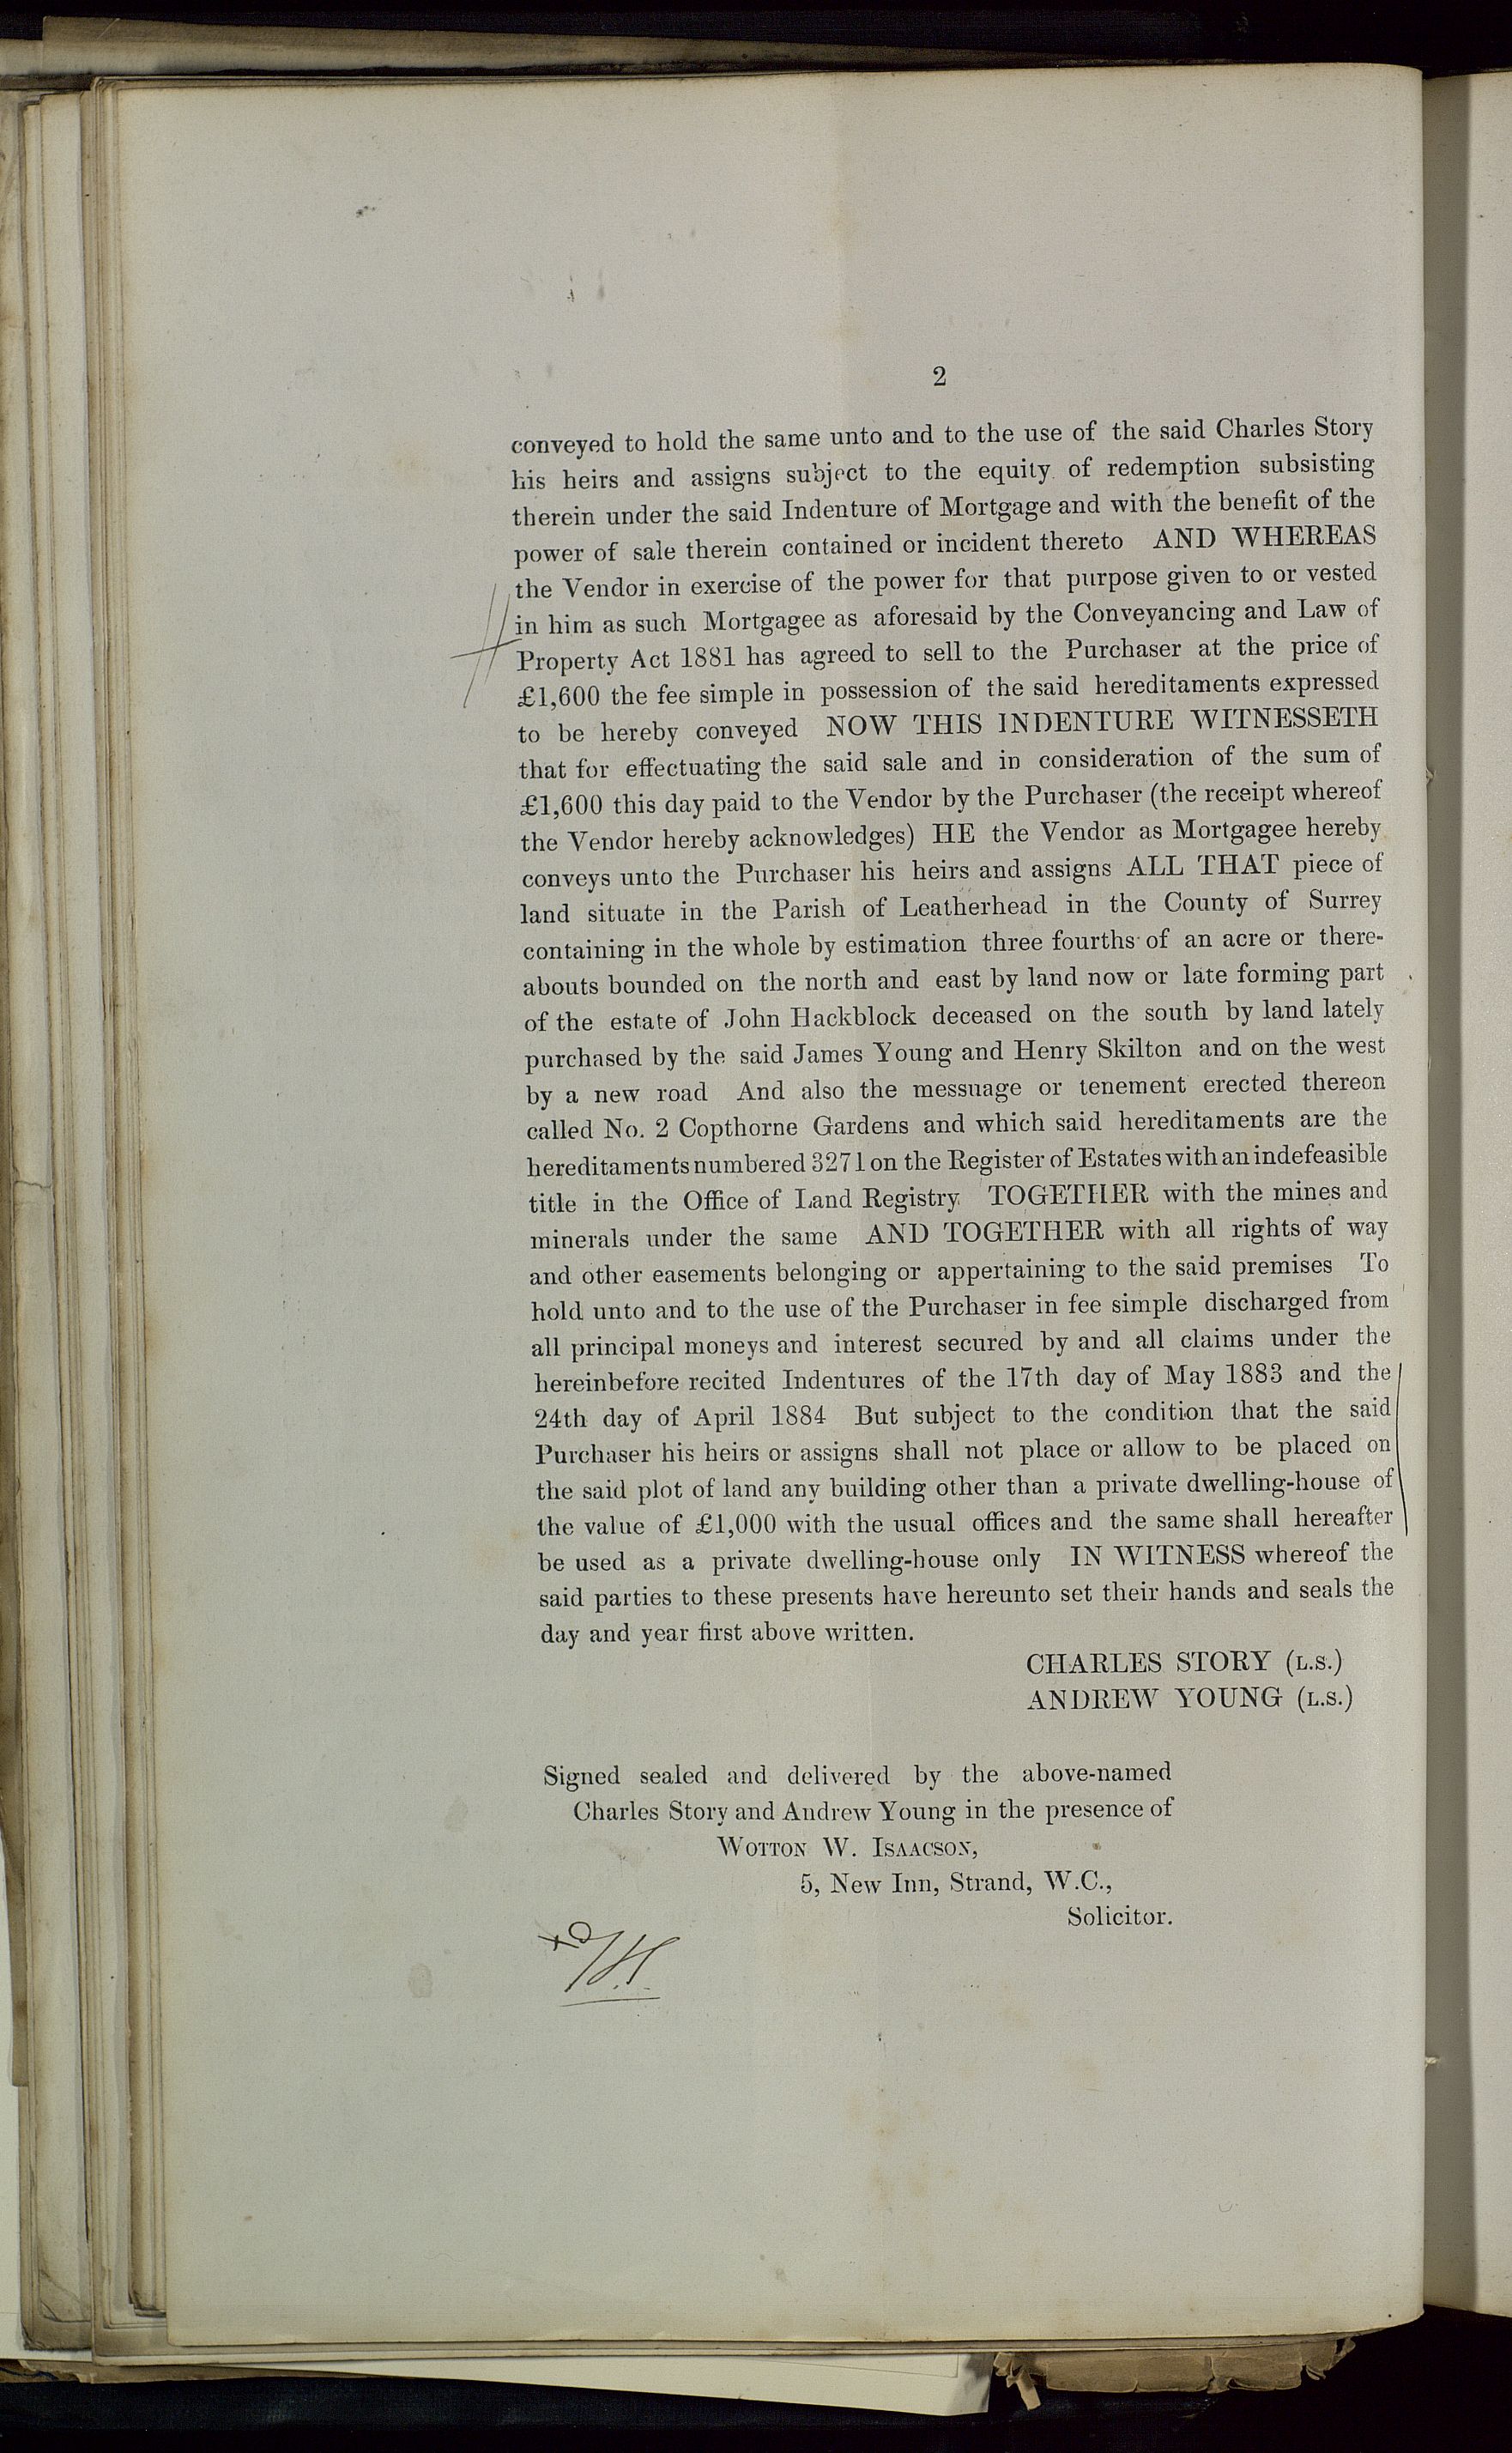 2
conveyed to hold the same unto and to the use of the said Charles Story
his heirs and assigns subject to the equity of redemption subsisting
therein under the said Indenture of Mortgage and with the benefit of the
power of sale therein contained or incident thereto AND WHEREAS
the Vendor in exercise of the power for that purpose given to or vested
in him as such Mortgagee as aforesaid by the Conveyancing and Law of
Property Act 1881 has agreed to sell to the Purchaser at the price of
£1,600 the fee simple in possession of the said hereditaments expressed
to be hereby conveyed NOW THIS INDENTURE WITNESSETH
that for effectuating the said sale and in consideration of the sum of
£1,600 this day paid to the Vendor by the Purchaser (the receipt whereof
the Vendor hereby acknowledges) HE the Vendor as Mortgagee hereby
conveys unto the Purchaser his heirs and assigns ALL THAT piece of
land situate in the Parish of Leatherhead in the County of Surrey
containing in the whole by estimation three fourths of an acre or there-
abouts bounded on the north and east by land now or late forming part
of the estate of John Hackblock deceased on the south by land lately
purchased by the said James Young and Henry Skilton and on the west
by a new road And also the messuage or tenement erected thereon
called No. 2 Copthorne Gardens and which said hereditaments are the
hereditaments numbered 3271 on the Register of Estates with an indefeasible
title in the Office of Land Registry TOGETHER with the mines and
minerals under the same AND TOGETHER with all rights of way
and other easements belonging or appertaining to the said premises To
hold unto and to the use of the Purchaser in fee simple discharged from
all principal moneys and interest secured by and all claims under the
hereinbefore recited Indentures of the 17th day of May 1883 and the
24th day of April 1884 But subject to the condition that the said
Purchaser his heirs or assigns shall not place or allow to be placed on
the said plot of land any building other than a private dwelling-house of
the value of £1,000 with the usual offices and the same shall hereafter
be used as a private dwelling-house only IN WITNESS whereof the
said parties to these presents have hereunto set their hands and seals the
day and year first above written.
CHARLES STORY (L.S.)
ANDREW YOUNG (L.S.)
Signed sealed and delivered by the above-named
Charles Story and Andrew Young in the presence of
WOTTON W. ISAACSON,
5, New Inn, Strand, W.C.,
Solicitor.